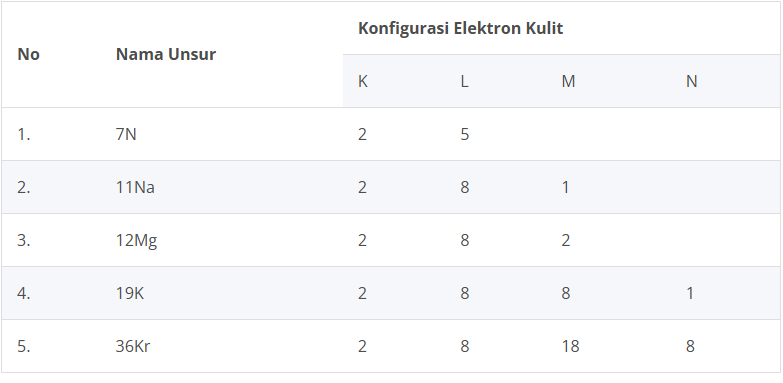 No Nama Unsur Konfigurasi Elektron Kulit
K L M N
1. 7N 2 5
2. 11Na 2 8 1
3. 12Mg 2 8 2
4. 19K 2 8 8 1
5. 36Kr 2 8 18 8